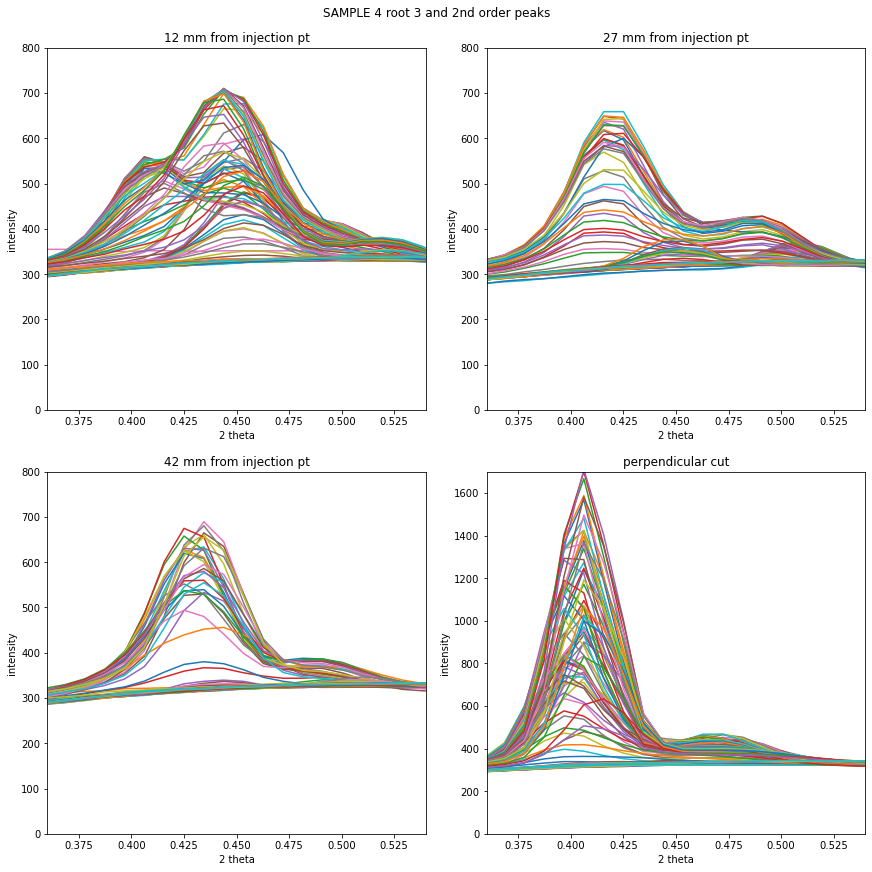 SAMPLE 4 root 3 and 2nd order peaks
12 mm from injection pt
800
700
600
500
400
300
200
100
0
intensity
0.375 0.400 0.425 0.450 0.475 0.500 0.525
2 theta
27 mm from injection pt
800
700
600
500
400
300
200
100
0
intensity
0.375 0.400 0.425 0.450 0.475 0.500 0.525
2 theta
42 mm from injection pt
800
700
600
500
400
300
200
100
0
intensity
0.375 0.400 0.425 0.450 0.475 0.500 0.525
2 theta
perpendicular cut
1600
1400
1200
1000
800
600
400
200
0
intensity
0.375 0.400 0.425 0.450 0.475 0.500 0.525
2 theta